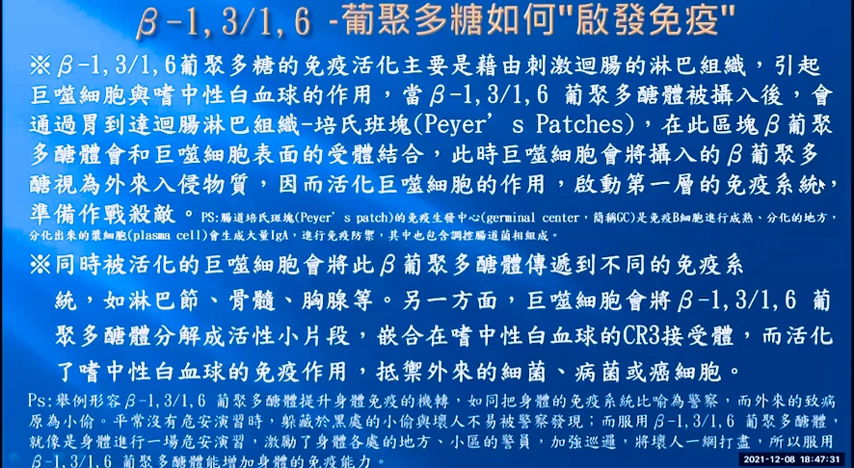 β-1,3/1,6 -葡聚多糖如何"啟發免疫"
※β-1,3/1,6葡聚多糖的免疫活化主要是藉由刺激迴腸的淋巴組織，引起
巨噬細胞與嗜中性白血球的作用，當β-1,3/1,6 葡聚多醣體被攝入後，會
通過胃到達迴腸淋巴組織-培氏斑塊(Peyer’s Patches)，在此區塊β葡聚
多醣體會和巨噬細胞表面的受體結合，此時巨噬細胞會將攝入的β葡聚多
醣視為外來入侵物質，因而活化巨噬細胞的作用，啟動第一層的免疫系統，
準備作戰殺敵。PS:腸道培氏斑塊(Peyer’s patch)的免疫生發中心(germinal center，簡稱GC)是免疫B細胞進行成熟、分化的地方，
分化出來的漿細胞(plasma cell)會生成大量IgA，進行免疫防禦，其中也包含調控腸道菌相組成。
※同時被活化的巨噬細胞會將此β葡聚多醣體傳遞到不同的免疫系
統，如淋巴節、骨髓、胸腺等。另一方面，巨噬細胞會將β-1,3/1,6 葡
聚多醣體分解成活性小片段，嵌合在嗜中性白血球的CR3接受體，而活化
了嗜中性白血球的免疫作用，抵禦外來的細菌、病菌或癌細胞。
Ps:舉例形容β-1,3/1,6 葡聚多醣體提升身體免疫的機轉，如同把身體的免疫系統比喻為警察，而外來的致病
原為小偷。平常沒有危安演習時，躲藏於黑處的小偷與壞人不易被警察發現；而服用β-1,3/1,6 葡聚多醣體，
就像是身體進行一場危安演習，激勵了身體各處的地方、小區的警員，加強巡邏，將壞人一網打盡，所以服用
β-1,3/1,6 葡聚多醣體能增加身體的免疫能力。
2021-12-08 18:47:31